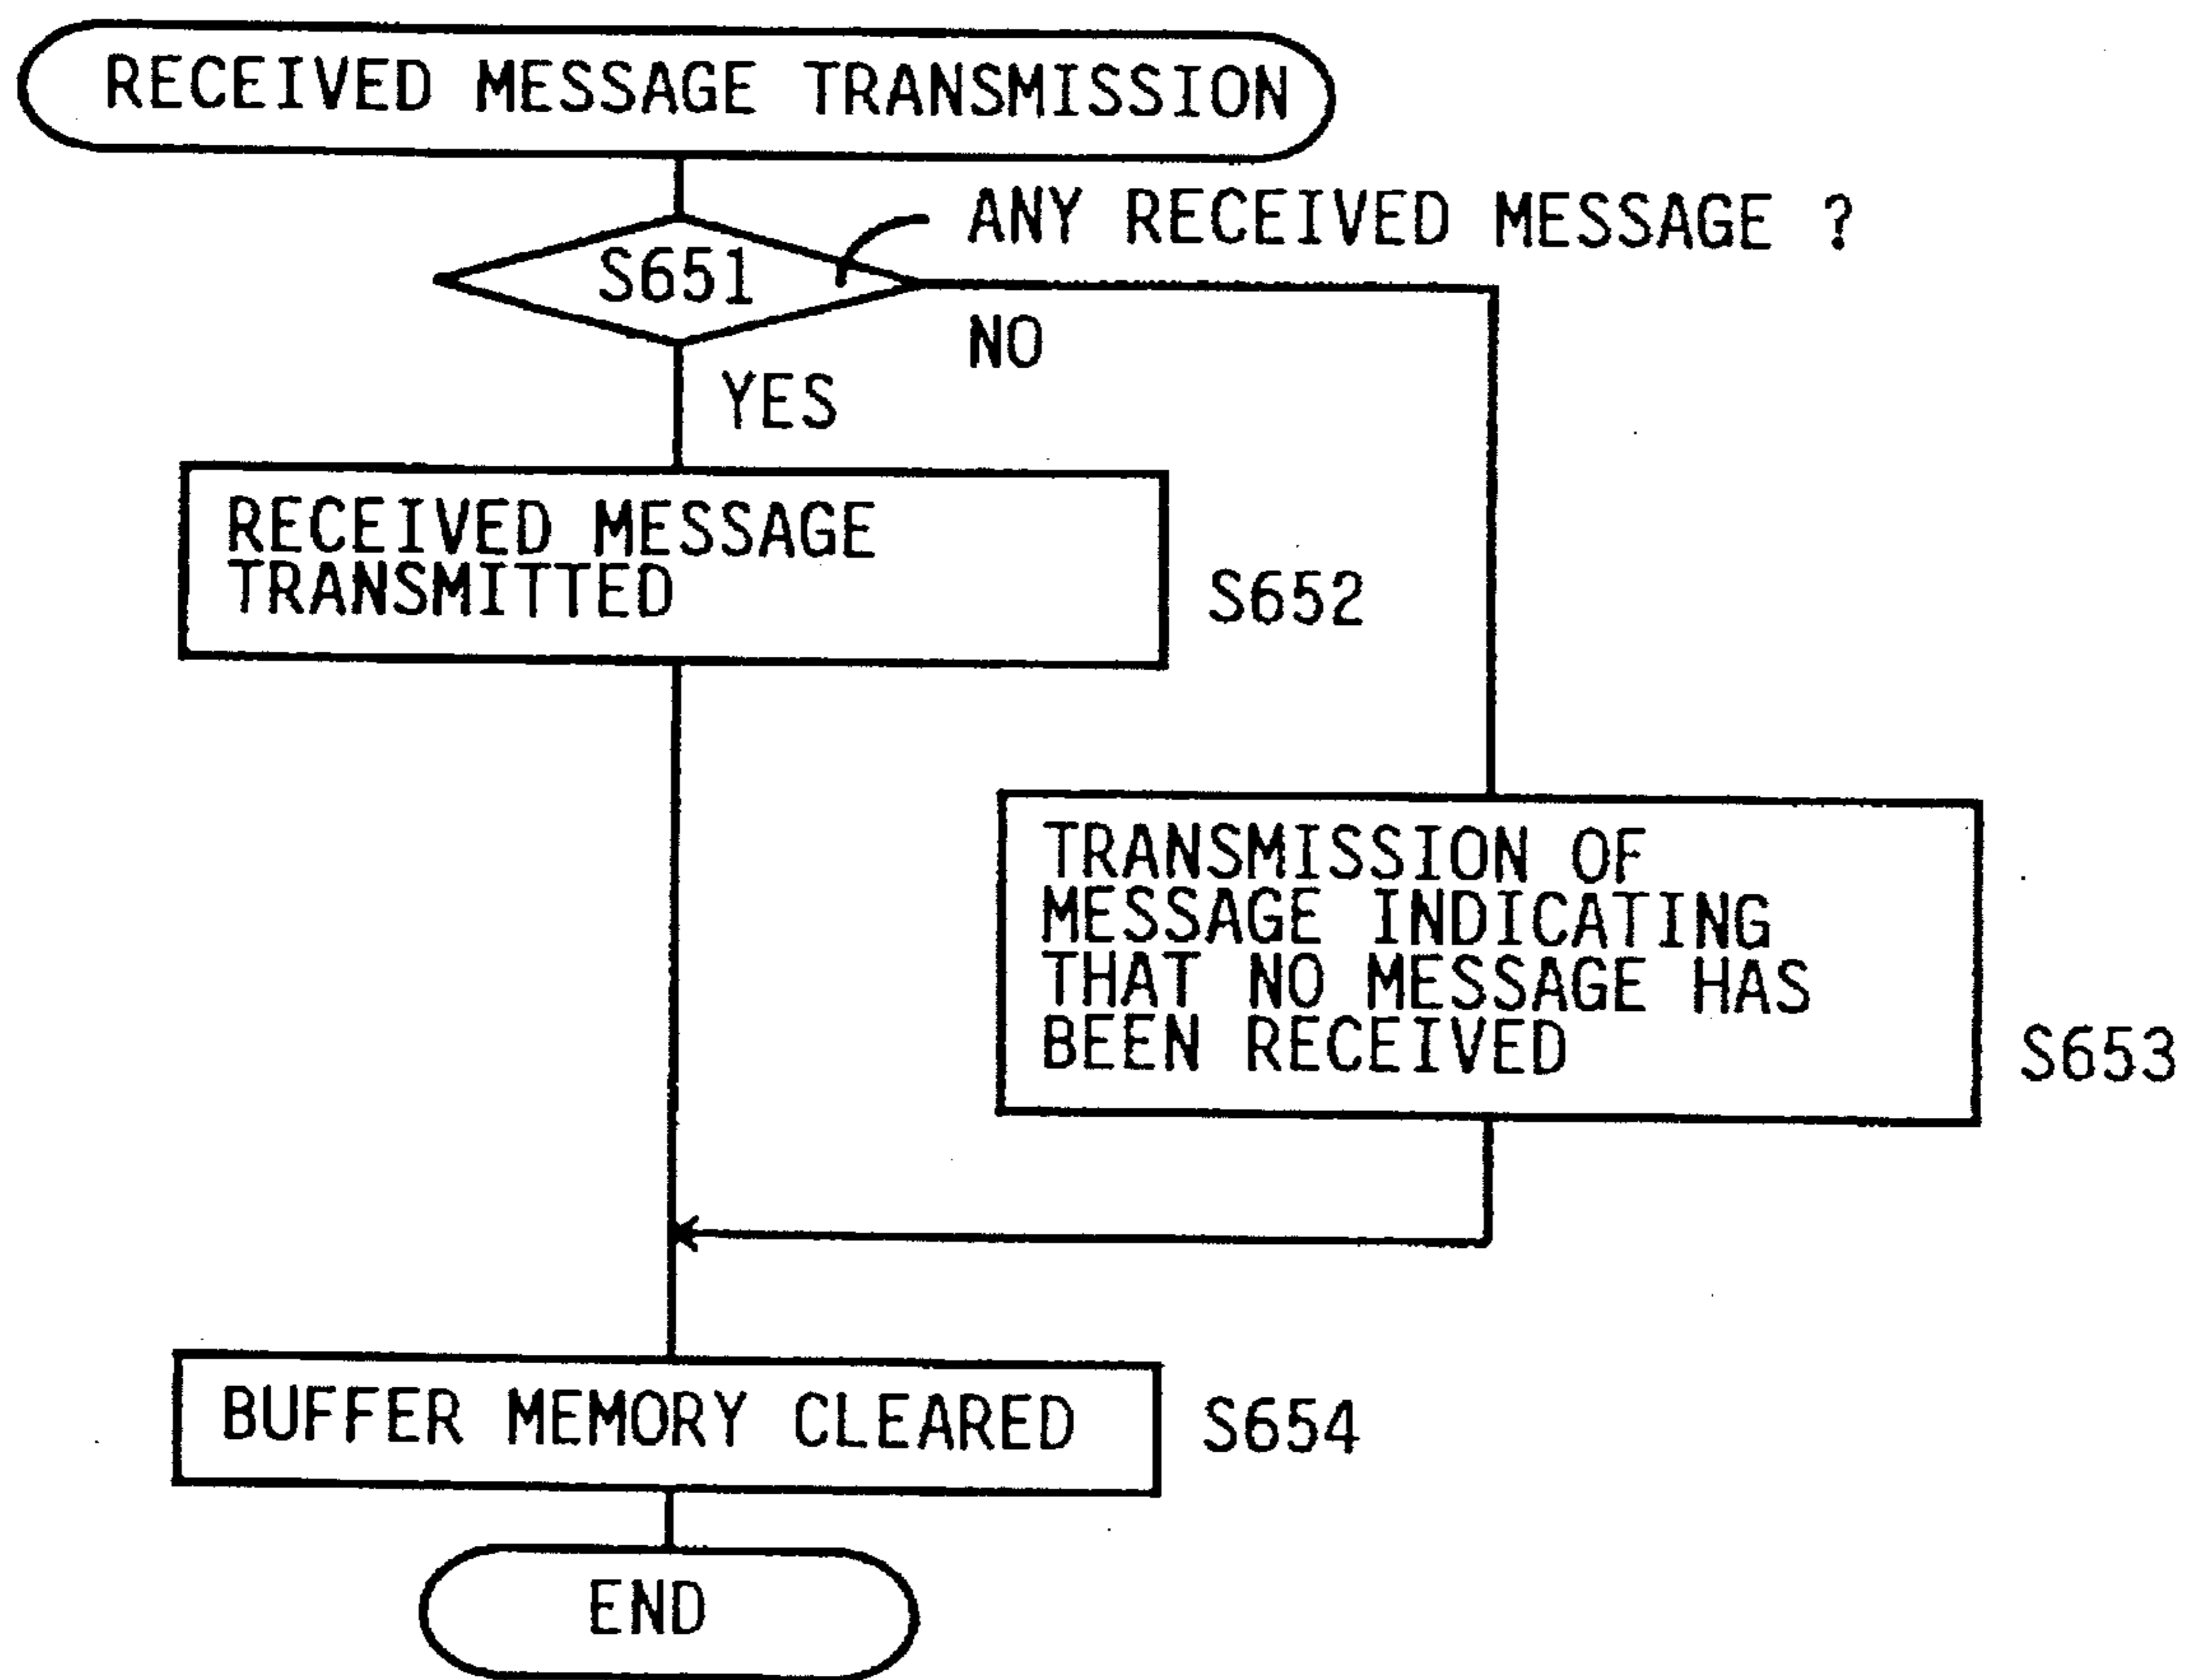 RECEIVED MESSAGE TRANSMISSION
ANY RECEIVED MESSAGE ?
S651
NO
YES
RECEIVED MESSAGE
TRANSMITTED
S652
TRANSMISSION OF
MESSAGE INDICATING
THAT NO MESSAGE HAS
BEEN RECEIVED
S653
BUFFER MEMORY CLEARED
S654
END